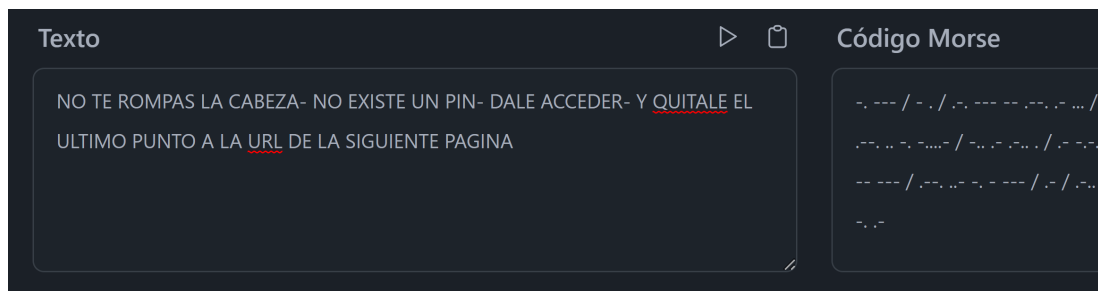 Texto
Código Morse
NO TE ROMPAS LA CABEZA- NO EXISTE UN PIN- DALE ACCEDER- Y QUITALE EL
ULTIMO PUNTO A LA URL DE LA SIGUIENTE PAGINA
-. --- / - . / .-. --- -- .--. .- ... /
.--. .. -. -....- / -.. .- .-.. . / .- -.-.
-- --- / .--. ..- -. - --- / .- / .-..
-. .-